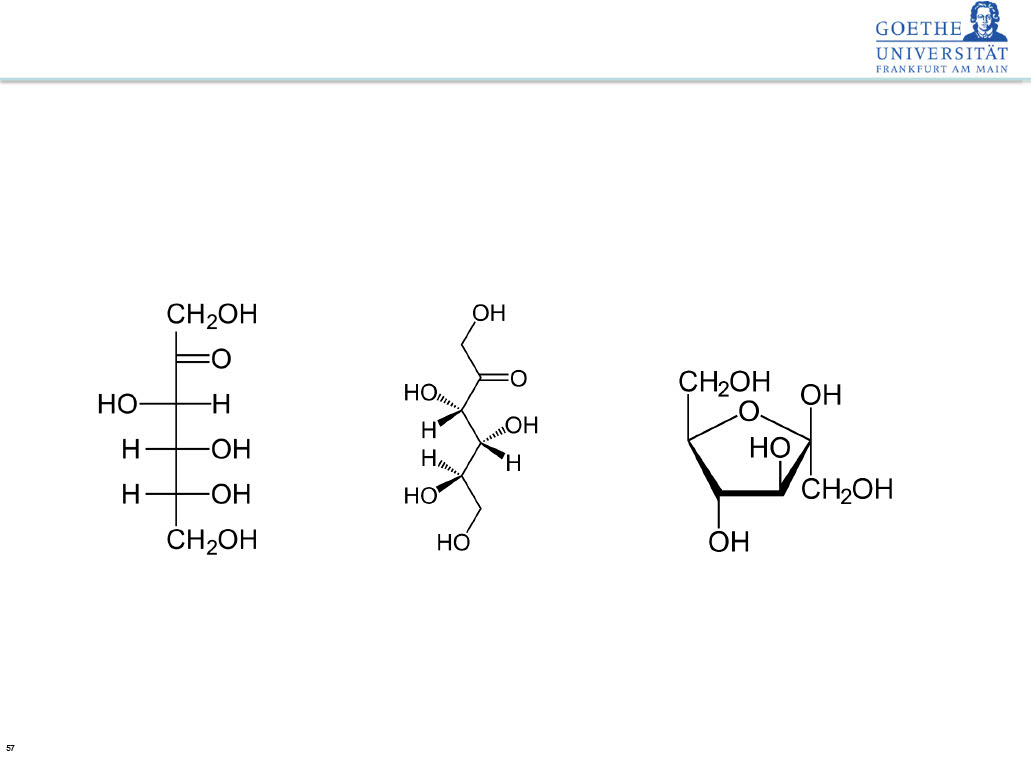 GOETHE
UNIVERSITÄT
FRANKFURT AM MAIN
CH₂OH
O
HO H
H OH
H OH
CH₂OH
OH
O
HO
H
OH
H
H
HO
HO
CH₂OH
OH
O
HO
CH₂OH
OH
57